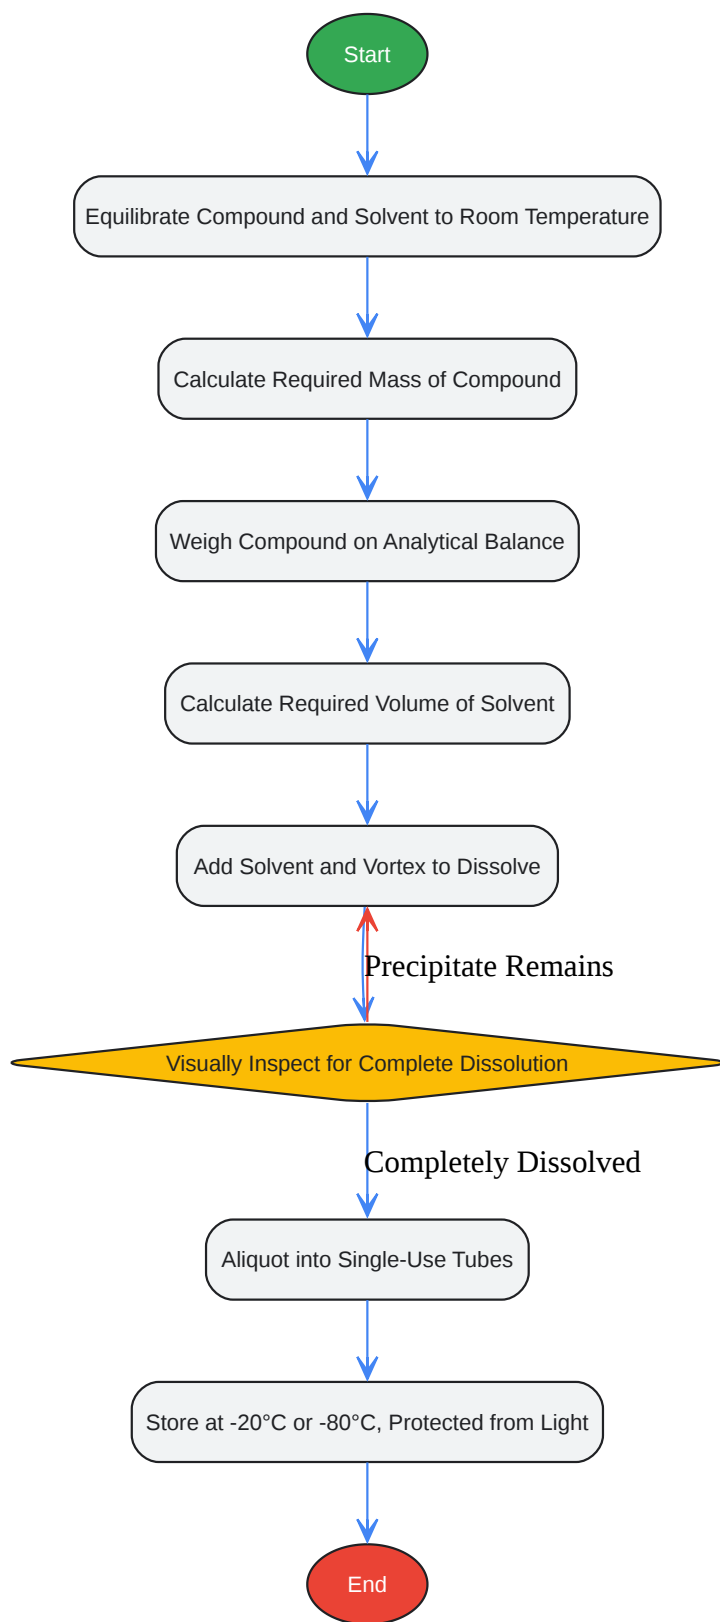 Start
Equilibrate Compound and Solvent to Room Temperature
Calculate Required Mass of Compound
Weigh Compound on Analytical Balance
Calculate Required Volume of Solvent
Add Solvent and Vortex to Dissolve
Precipitate Remains
Visually Inspect for Complete Dissolution
Completely Dissolved
Aliquot into Single-Use Tubes
Store at -20°C or -80°C, Protected from Light
End